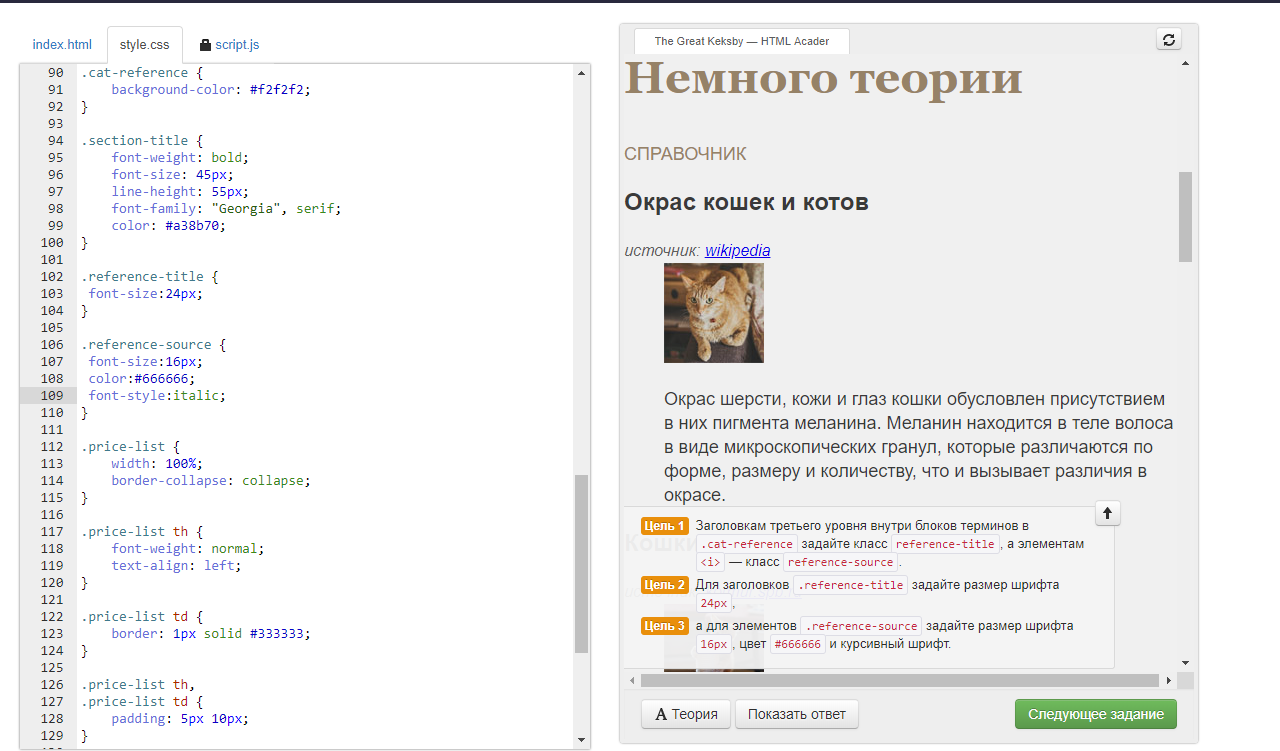 index.html
style.css
script.js
90 .cat-reference {
91 background-color: #f2f2f2;
92 }
93
94 .section-title {
95 font-weight: bold;
96 font-size: 45px;
97 line-height: 55px;
98 font-family: "Georgia", serif;
99 color: #a38b70;
100 }
101
102 .reference-title {
103 font-size:24px;
104 }
105
106 .reference-source {
107 font-size:16px;
108 color:#666666;
109 font-style:italic;
110 }
111
112 .price-list {
113 width: 100%;
114 border-collapse: collapse;
115 }
116
117 .price-list th {
118 font-weight: normal;
119 text-align: left;
120 }
121
122 .price-list td {
123 border: 1px solid #333333;
124 }
125
126 .price-list th,
127 .price-list td {
128 padding: 5px 10px;
129 }
The Great Keksby — HTML Acader
Немного теории
СПРАВОЧНИК
Окрас кошек и котов
источник: wikipedia
Окрас шерсти, кожи и глаз кошки обусловлен присутствием
в них пигмента меланина. Меланин находится в теле волоса
в виде микроскопических гранул, которые различаются по
форме, размеру и количеству, что и вызывает различия в
окрасе.
Цель 1 Заголовкам третьего уровня внутри блоков терминов в
.cat-reference задайте класс reference-title, а элементам
<i> — класс reference-source.
Цель 2 Для заголовков .reference-title задайте размер шрифта
24px,
Цель 3 а для элементов .reference-source задайте размер шрифта
16px, цвет #666666 и курсивный шрифт.
A Теория
Показать ответ
Следующее задание